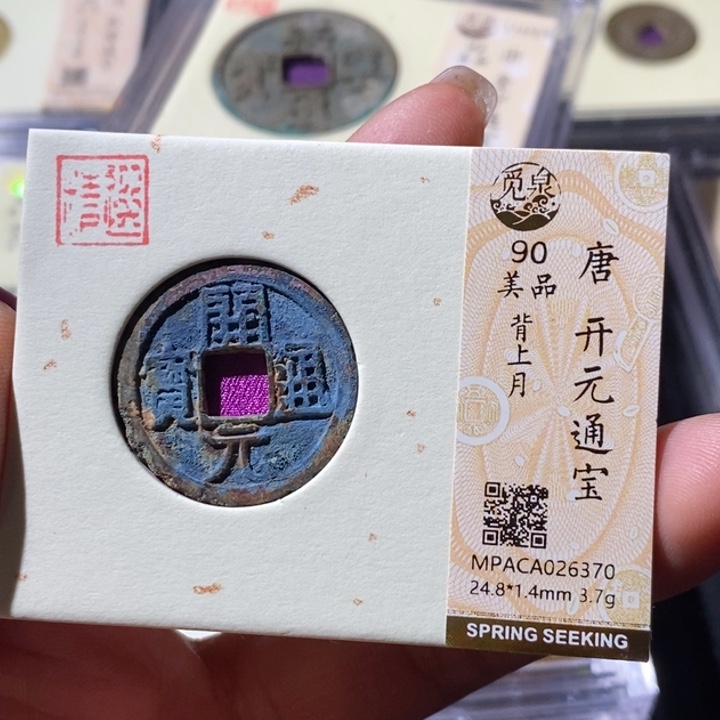 開
通
元
寶
觅泉
90
美品
背上月
唐 开元通宝
MPACA026370
24.8*1.4mm 3.7g
SPRING SEEKING